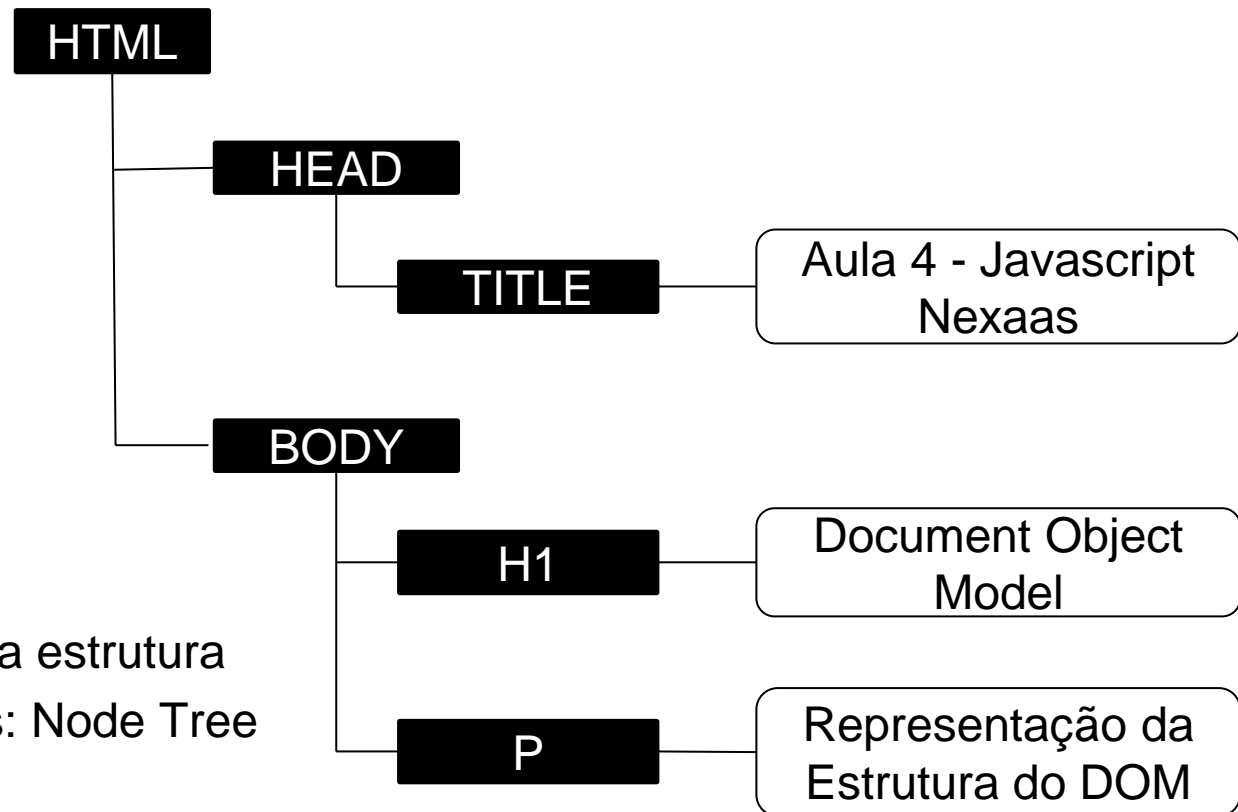 HTML
HEAD
TITLE
Aula 4 - Javascript
Nexaas
BODY
H1
Document Object
Model
a estrutura
: Node Tree
P
Representação da
Estrutura do DOM